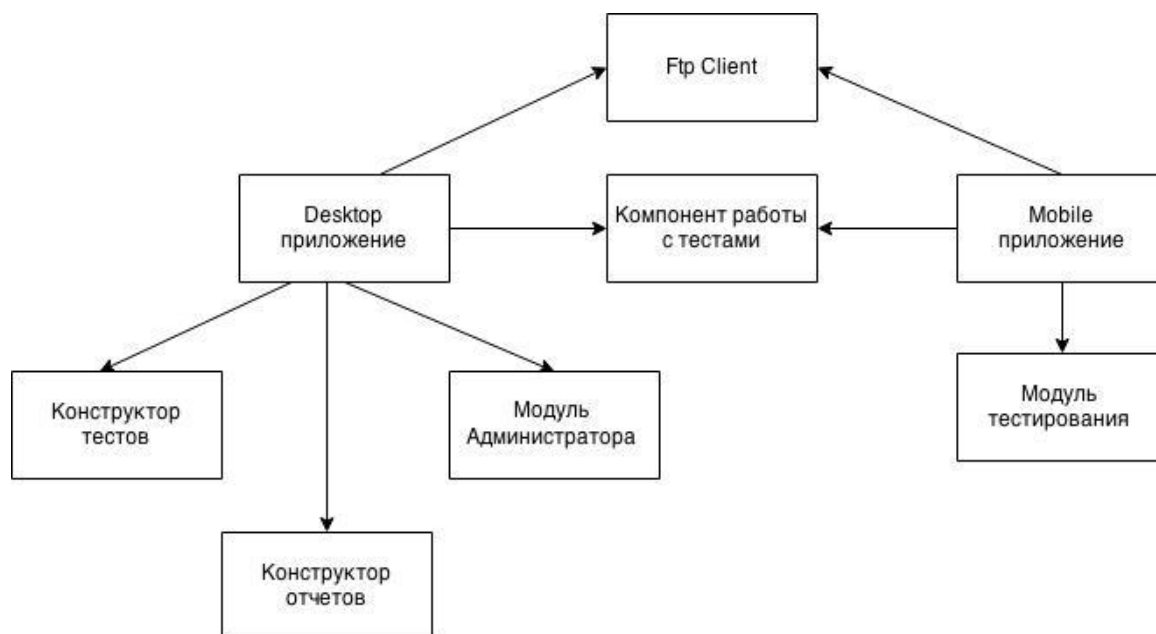 Ftp Client
Desktop
приложение
Компонент работы
с тестами
Mobile
приложение
Конструктор
тестов
Модуль
Администратора
Модуль
тестирования
Конструктор
отчетов